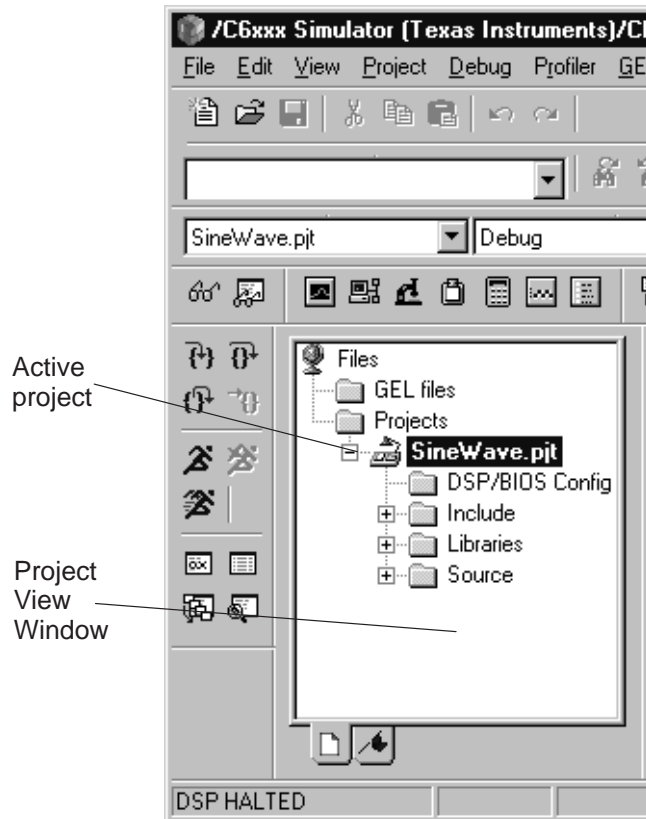 /C6xxx Simulator (Texas Instruments)/C
File Edit View Project Debug Profiler GE
SineWave.pjt Debug
Files
GEL files
Active project
Projects
SineWave.pjt
DSP/BIOS Config
Include
Libraries
Source
Project View Window
DSP HALTED